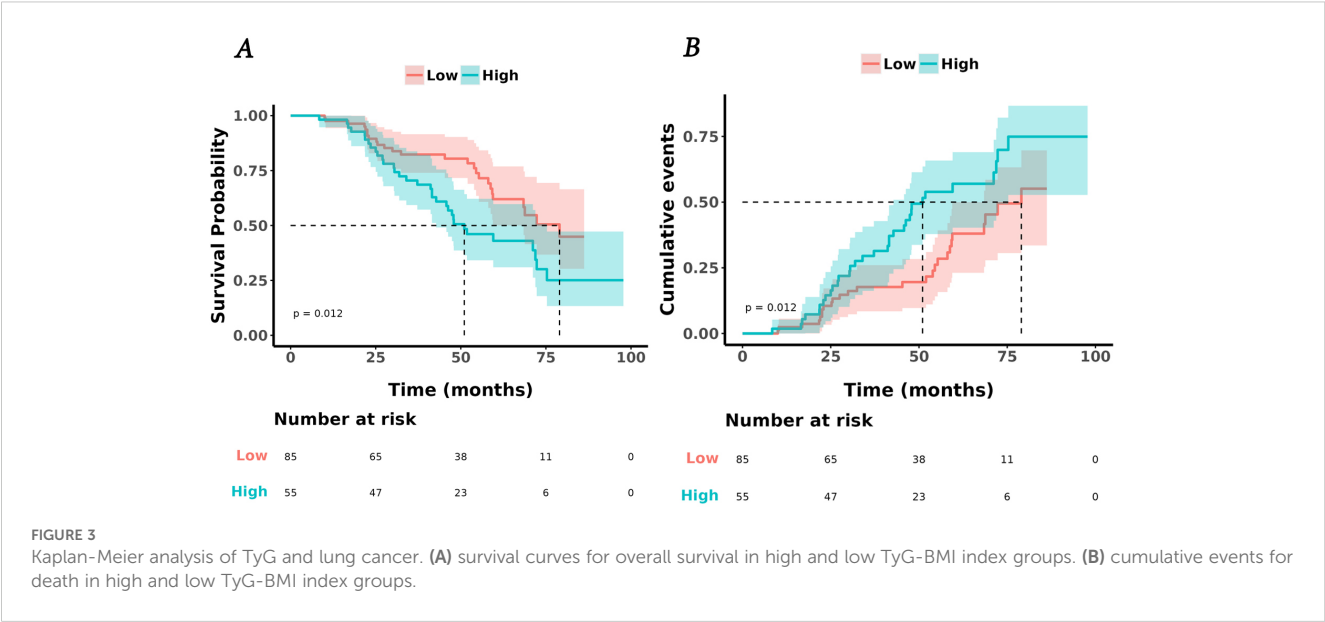 A
Low High
Survival Probability
1.00
0.75
0.50
0.25
0.00
p = 0.012
0 25 50 75 100
Time (months)
Number at risk
Low 85 65 38 11 0
High 55 47 23 6 0
B
Low High
Cumulative events
0.75
0.50
0.25
0.00
p = 0.012
0 25 50 75 100
Time (months)
Number at risk
Low 85 65 38 11 0
High 55 47 23 6 0
FIGURE 3
Kaplan-Meier analysis of TyG and lung cancer. (A) survival curves for overall survival in high and low TyG-BMI index groups. (B) cumulative events for
death in high and low TyG-BMI index groups.